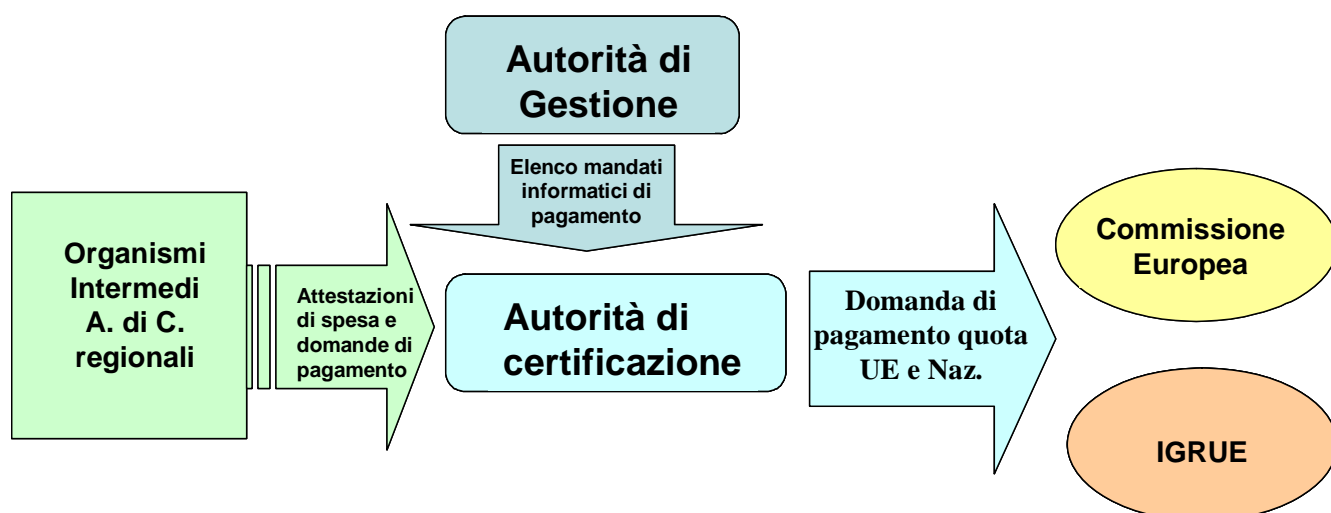 Autorità di
Gestione
Elenco mandati
informatici di
pagamento
Organismi
Intermedi
A. di C.
regionali
Attestazioni
di spesa e
domande di
pagamento
Autorità di
certificazione
Domanda di
pagamento quota
UE e Naz.
Commissione
Europea
IGRUE